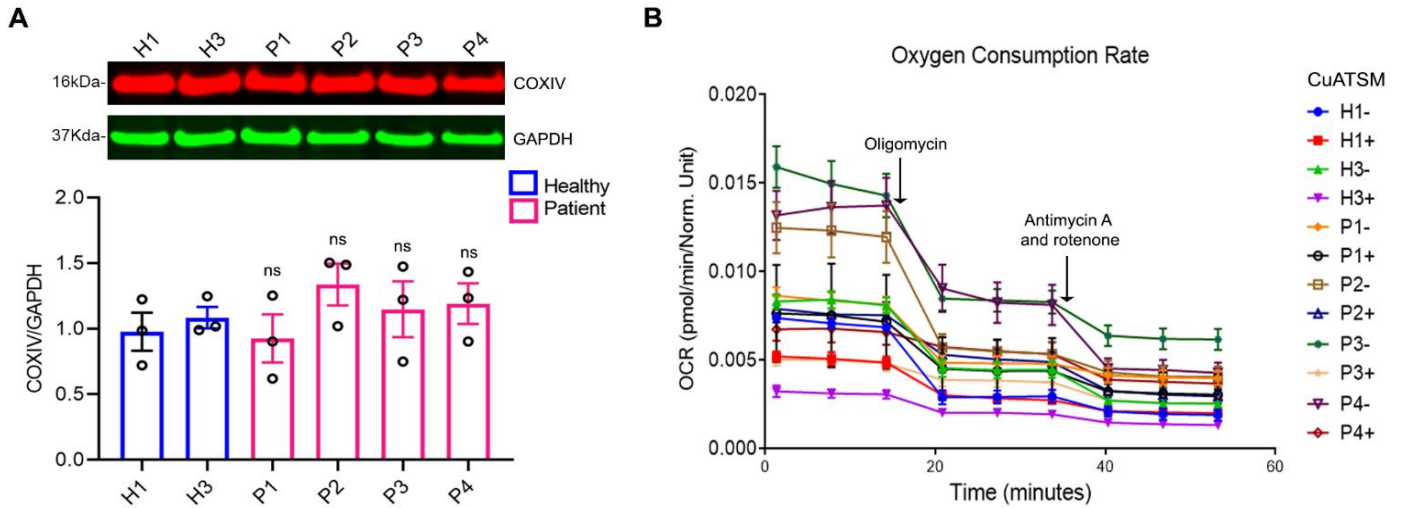 A
H1 H3 P1 P2 P3 P4
16kDa- COXIV
37Kda- GAPDH
Healthy
Patient
COXIV/GAPDH
2.0
1.5
1.0
0.5
0.0
ns ns ns ns
H1 H3 P1 P2 P3 P4
B
Oxygen Consumption Rate
OCR (pmol/min/Norm. Unit)
0.020
0.015
0.010
0.005
0.000
Oligomycin
Antimycin A
and rotenone
0 20 40 60
Time (minutes)
CuATSM
H1-
H1+
H3-
H3+
P1-
P1+
P2-
P2+
P3-
P3+
P4-
P4+